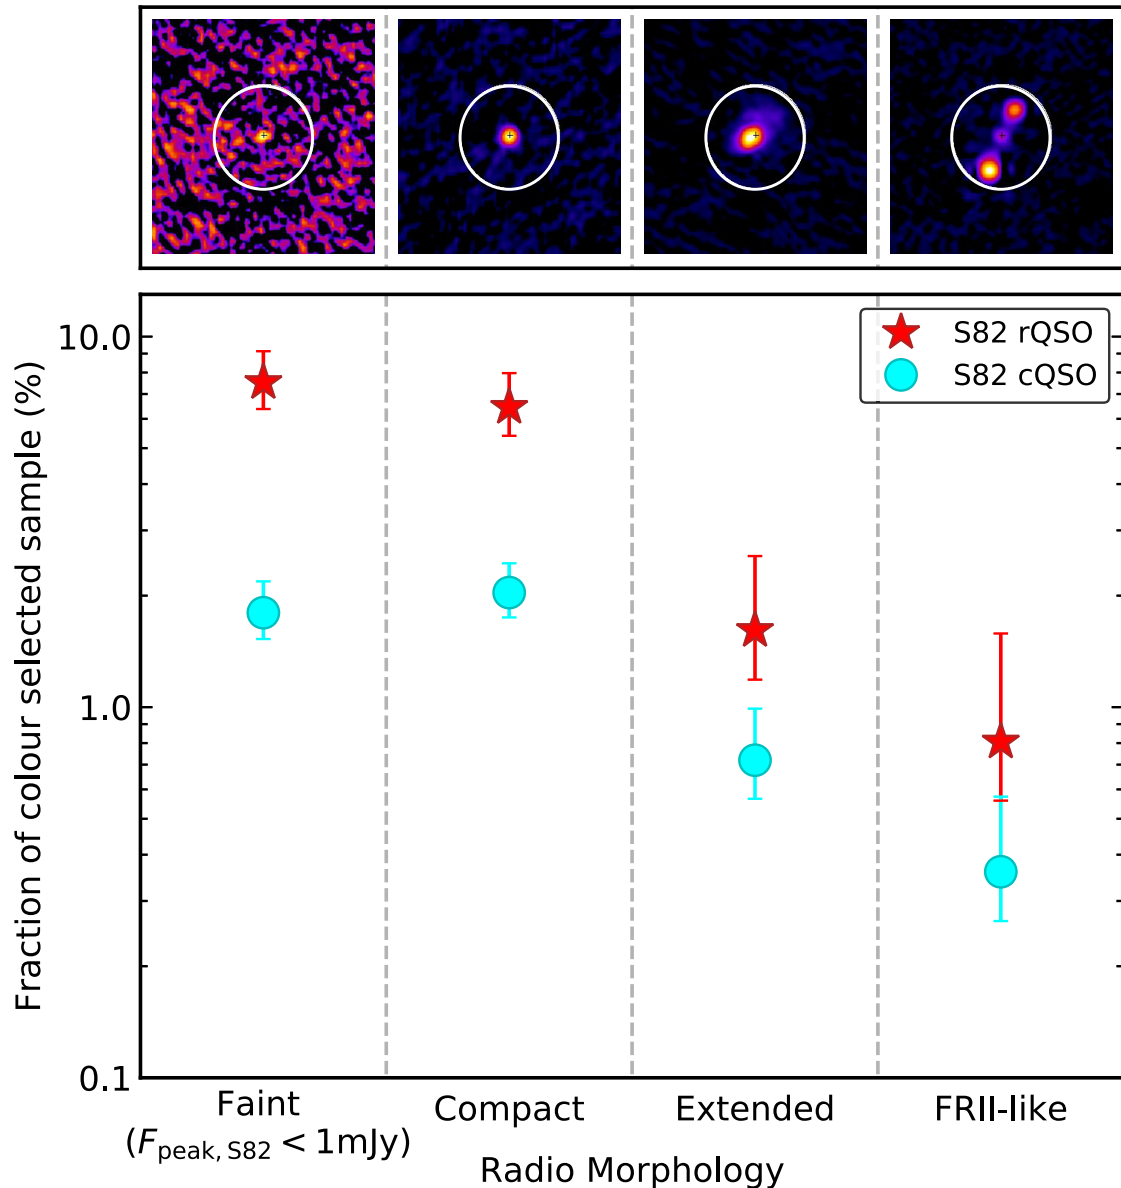 S82 rQSO
S82 cQSO
Fraction of colour selected sample (%)
10.0
1.0
0.1
Faint
(F_peak, S82 < 1mJy)
Compact
Extended
FRII-like
Radio Morphology